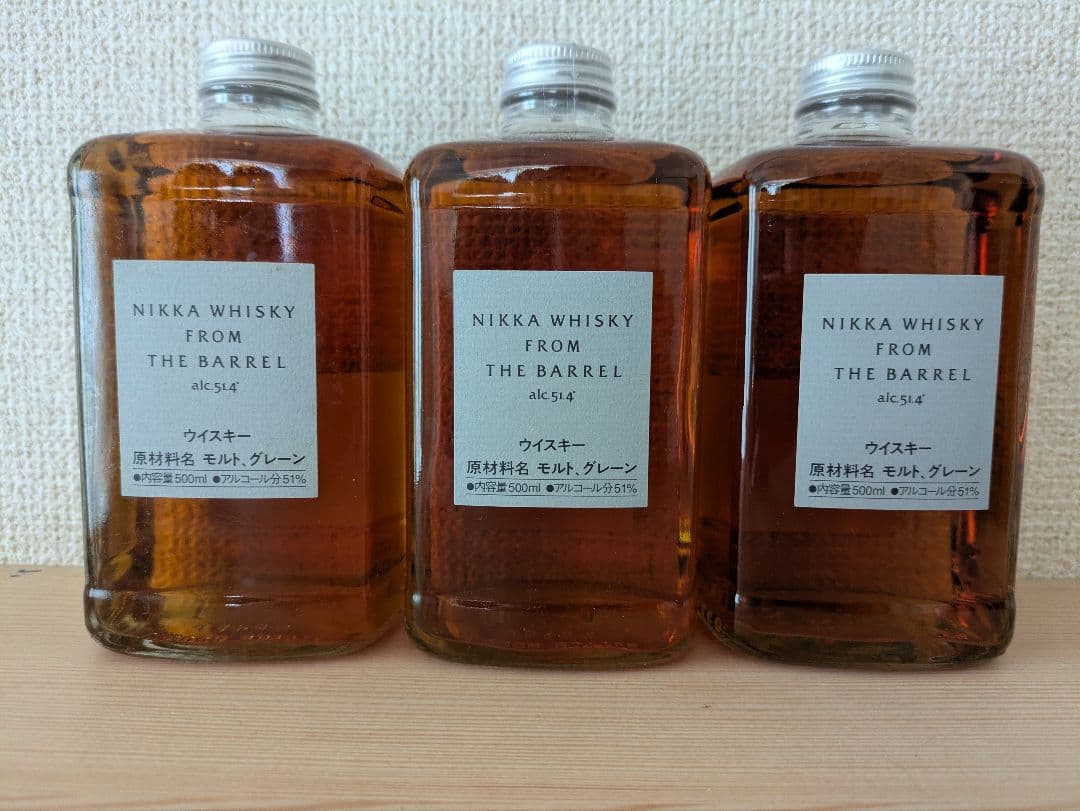 NIKKA WHISKY
FROM
THE BARREL
alc.51.4°
ウイスキー
原材料名 モルト、グレーン
●内容量500ml ●アルコール分51%
NIKKA WHISKY
FROM
THE BARREL
alc.51.4°
ウイスキー
原材料名 モルト、グレーン
●内容量500ml ●アルコール分51%
NIKKA WHISKY
FROM
THE BARREL
alc.51.4°
ウイスキー
原材料名 モルト、グレーン
●内容量500ml ●アルコール分51%